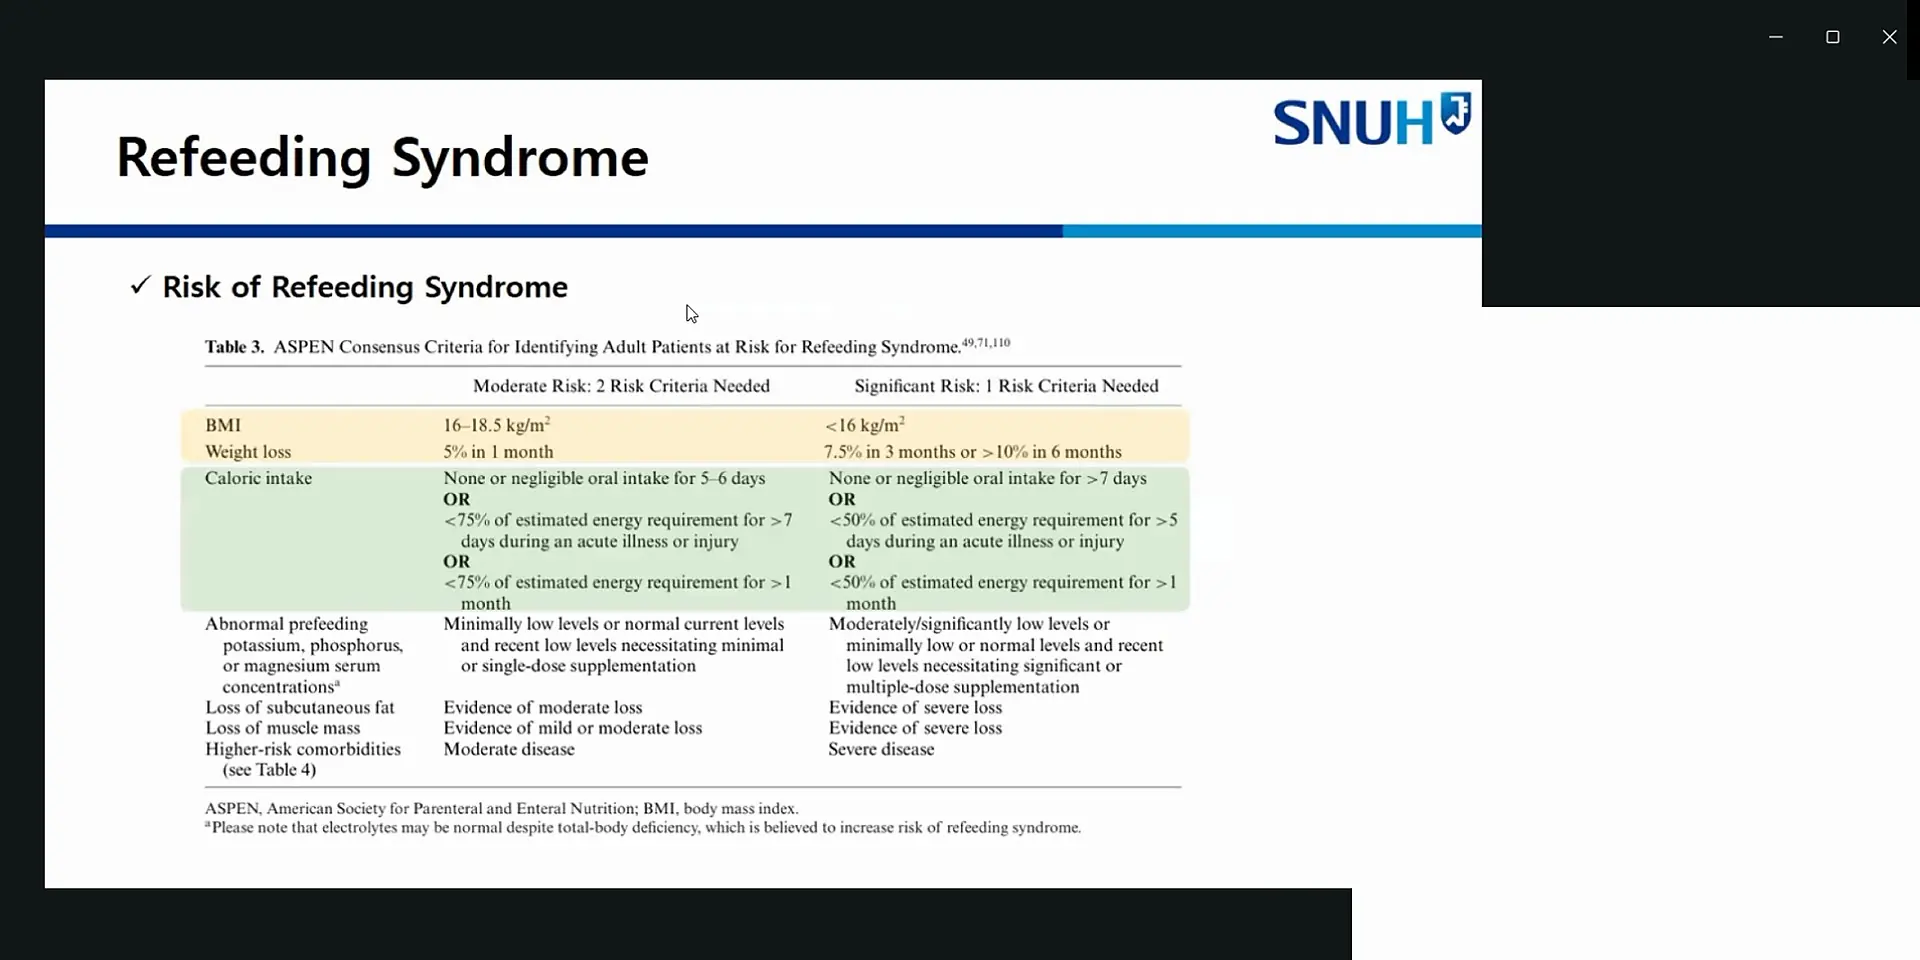 SNUH
Refeeding Syndrome
✓ Risk of Refeeding Syndrome
Table 3. ASPEN Consensus Criteria for Identifying Adult Patients at Risk for Refeeding Syndrome.49,71,110
Moderate Risk: 2 Risk Criteria Needed Significant Risk: 1 Risk Criteria Needed
BMI 16–18.5 kg/m² <16 kg/m²
Weight loss 5% in 1 month 7.5% in 3 months or >10% in 6 months
Caloric intake None or negligible oral intake for 5–6 days None or negligible oral intake for >7 days
OR OR
<75% of estimated energy requirement for >7 <50% of estimated energy requirement for >5
days during an acute illness or injury days during an acute illness or injury
OR OR
<75% of estimated energy requirement for >1 <50% of estimated energy requirement for >1
month month
Abnormal prefeeding Minimally low levels or normal current levels Moderately/significantly low levels or
potassium, phosphorus, and recent low levels necessitating minimal minimally low or normal levels and recent
or magnesium serum or single-dose supplementation low levels necessitating significant or
concentrationsª multiple-dose supplementation
Loss of subcutaneous fat Evidence of moderate loss Evidence of severe loss
Loss of muscle mass Evidence of mild or moderate loss Evidence of severe loss
Higher-risk comorbidities Moderate disease Severe disease
(see Table 4)
ASPEN, American Society for Parenteral and Enteral Nutrition; BMI, body mass index.
ªPlease note that electrolytes may be normal despite total-body deficiency, which is believed to increase risk of refeeding syndrome.